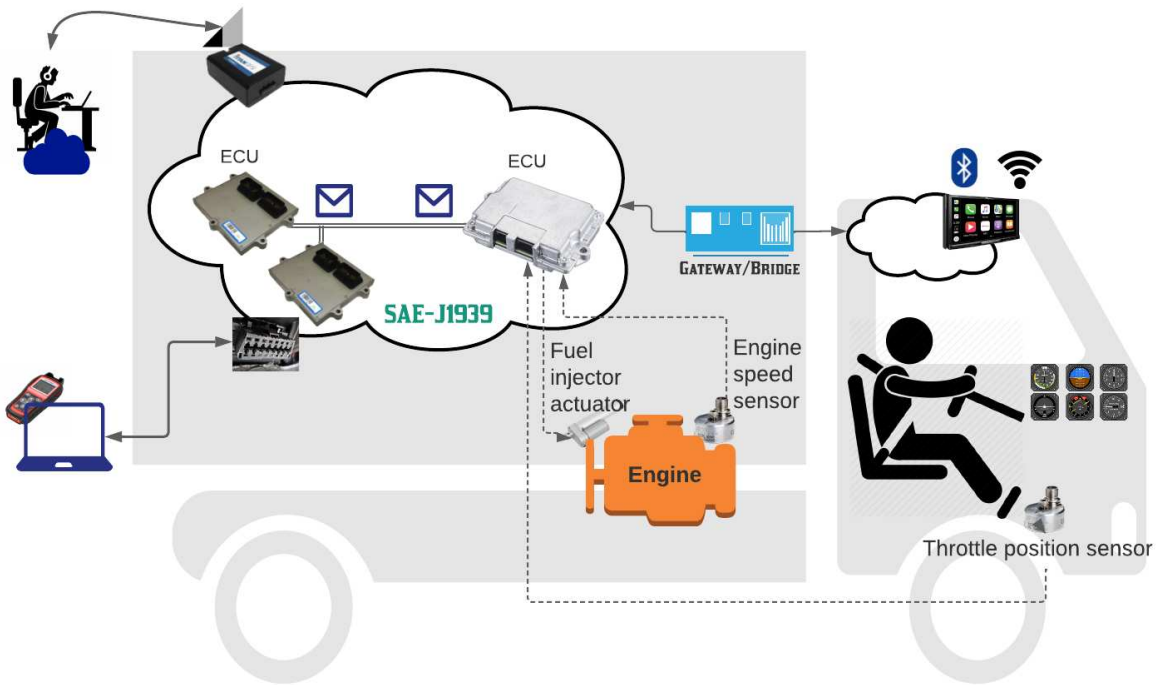 ECU
ECU
GATEWAY/BRIDGE
SAE-J1939
Fuel
injector
actuator
Engine
speed
sensor
Engine
Throttle position sensor